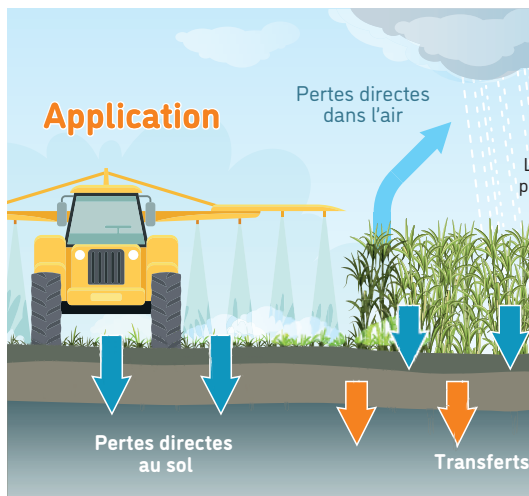 Application
Pertes directes
dans l'air
L
p
Pertes directes
au sol
Transferts